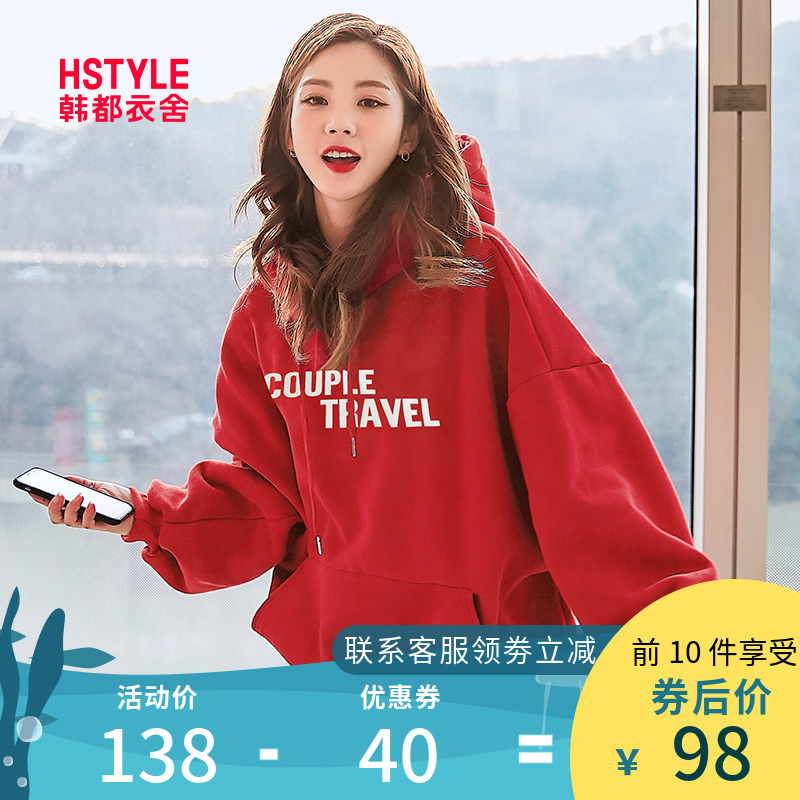 HSTYLE
韩都衣舍
COUPLE
TRAVEL
联系客服领券立减
前 10 件享受
活动价
优惠券
券后价
138 - 40 =
¥ 98